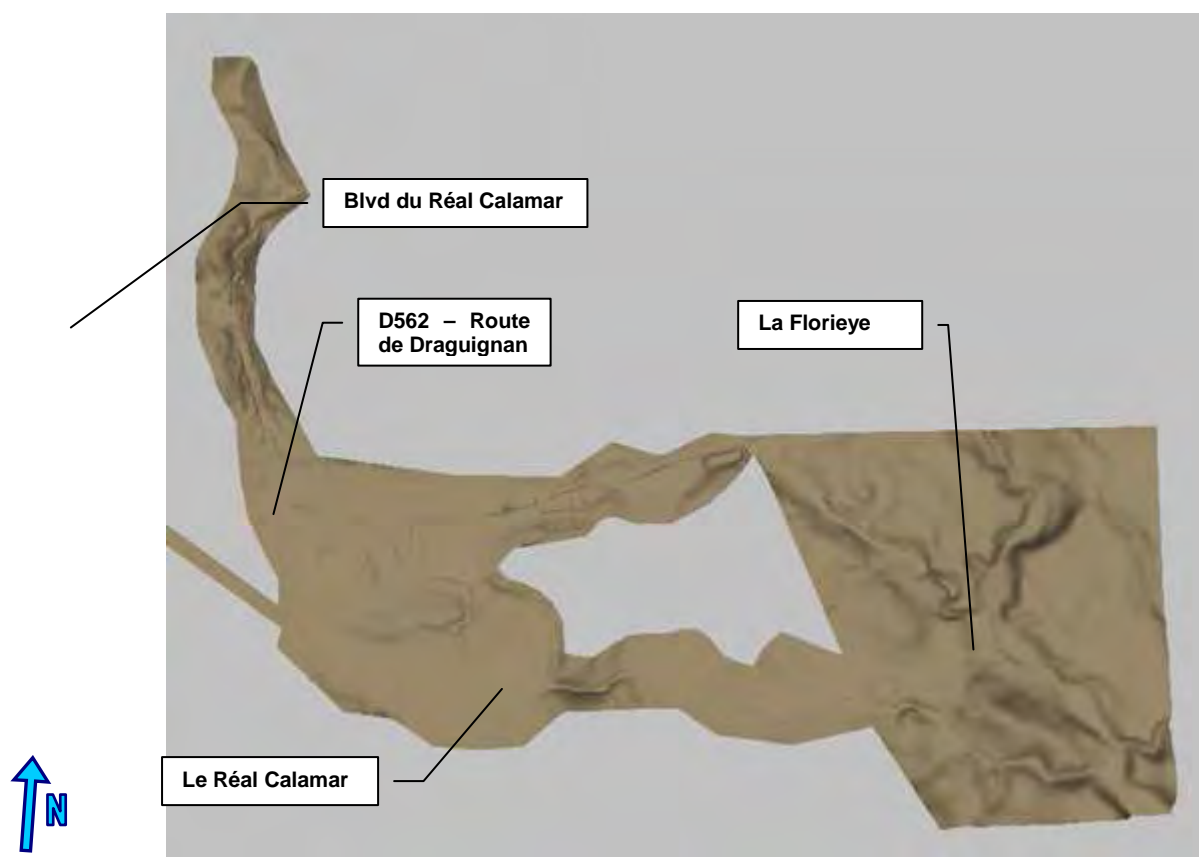 Blvd du Réal Calamar
D562 – Route
de Draguignan
La Florieye
Le Réal Calamar
N